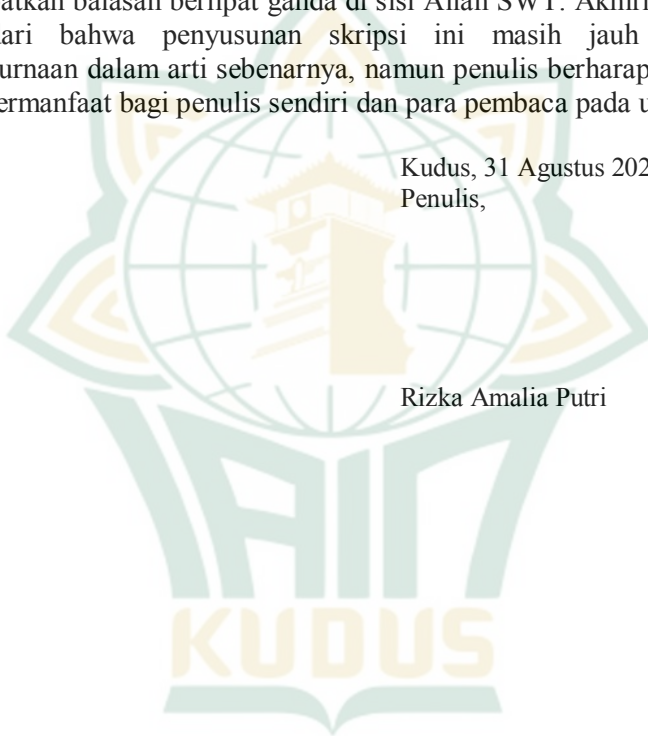 atkan balasan berlipat ganda di sisi Allah SWT. Akhir
dari bahwa penyusunan skripsi ini masih jauh
urnaan dalam arti sebenarnya, namun penulis berharap
ermanfaat bagi penulis sendiri dan para pembaca pada u
Kudus, 31 Agustus 202
Penulis,
Rizka Amalia Putri
IAIN
KUDUS